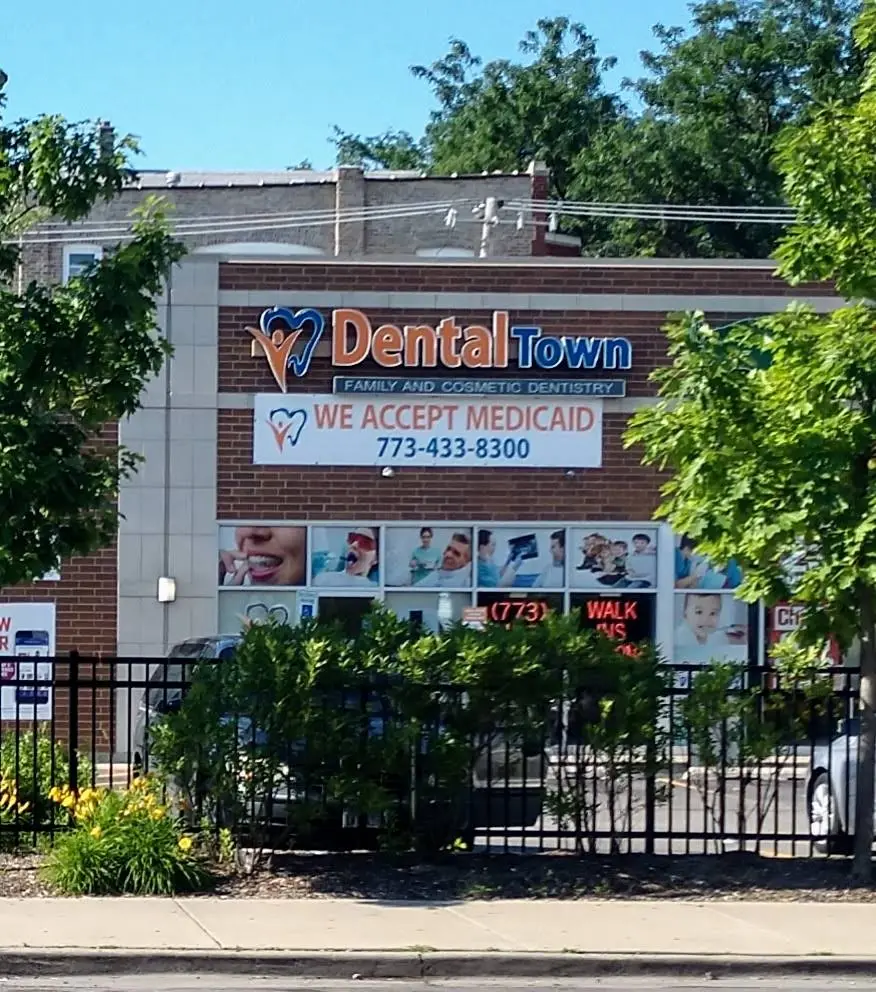 Dental Town
FAMILY AND COSMETIC DENTISTRY
WE ACCEPT MEDICAID
773-433-8300
(773)
WALK
INS